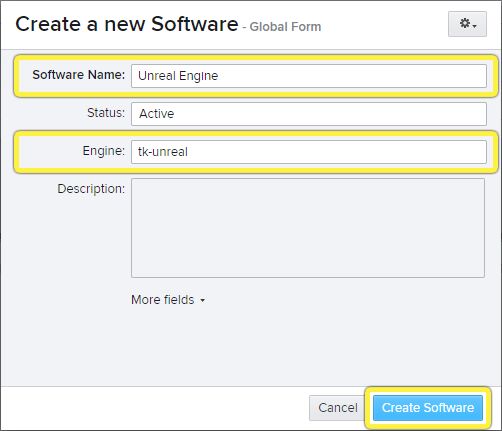 Create a new Software - Global Form
Software Name: Unreal Engine
Status: Active
Engine: tk-unreal
Description:
More fields
Cancel Create Software